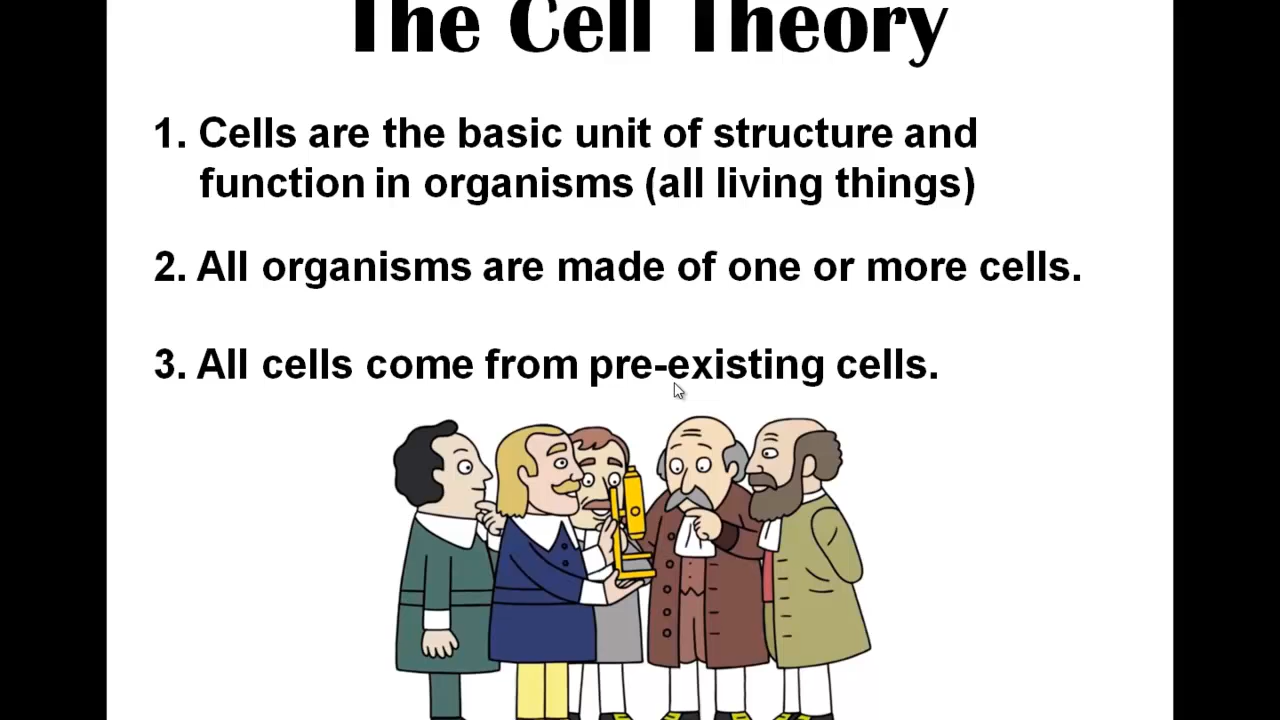 The Cell Theory
1. Cells are the basic unit of structure and
function in organisms (all living things)
2. All organisms are made of one or more cells.
3. All cells come from pre-existing cells.